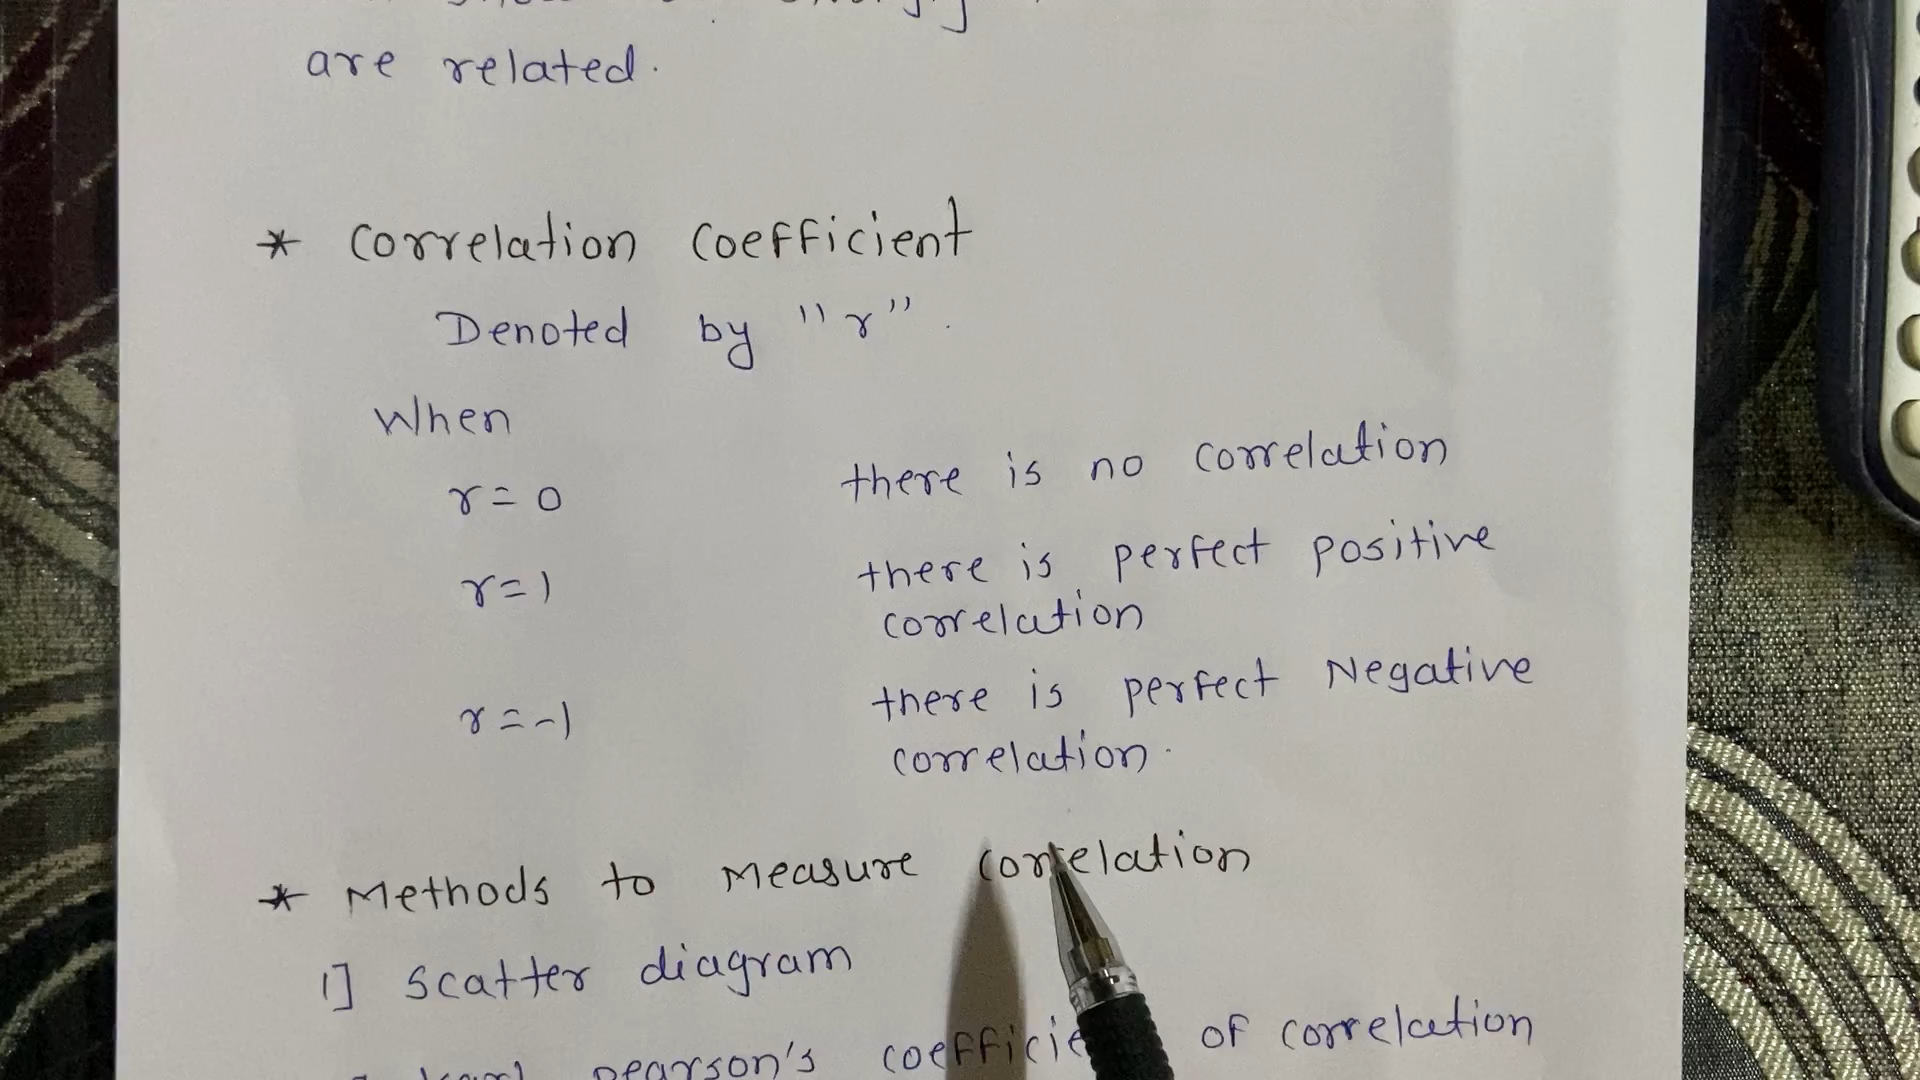 are related.
* Correlation Coefficient
Denoted by "r".
When
r = 0 there is no correlation
r = 1 there is perfect positive
correlation
r = -1 there is perfect Negative
correlation.
* Methods to Measure correlation
1] Scatter diagram
pearson's of correlation